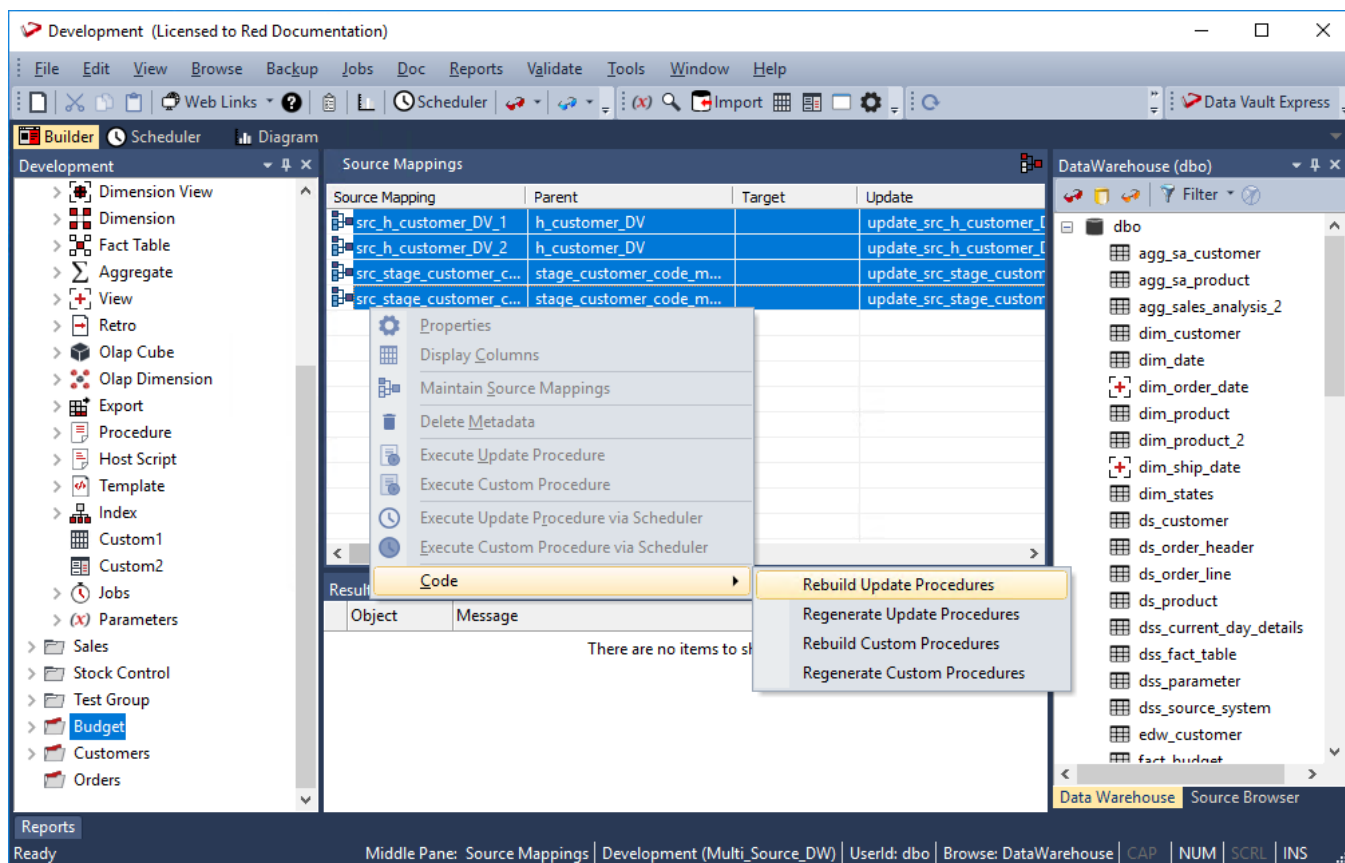 Development (Licensed to Red Documentation)
File Edit View Browse Backup Jobs Doc Reports Validate Tools Window Help
Web Links Scheduler (x) Import Data Vault Express
Builder Scheduler Diagram
Development
Dimension View
Dimension
Fact Table
Aggregate
View
Retro
Olap Cube
Olap Dimension
Export
Procedure
Host Script
Template
Index
Custom1
Custom2
Jobs
(x) Parameters
Sales
Stock Control
Test Group
Budget
Customers
Orders
Source Mappings
Source Mapping Parent Target Update
src_h_customer_DV_1 h_customer_DV update_src_h_customer_
src_h_customer_DV_2 h_customer_DV update_src_h_customer_
src_stage_customer_c... stage_customer_code_m... update_src_stage_custom
src_stage_customer_c... stage_customer_code_m... update_src_stage_custom
Properties
Display Columns
Maintain Source Mappings
Delete Metadata
Execute Update Procedure
Execute Custom Procedure
Execute Update Procedure via Scheduler
Execute Custom Procedure via Scheduler
Code
Rebuild Update Procedures
Regenerate Update Procedures
Rebuild Custom Procedures
Regenerate Custom Procedures
Result
Object Message
There are no items to sh
DataWarehouse (dbo)
Filter
dbo
agg_sa_customer
agg_sa_product
agg_sales_analysis_2
dim_customer
dim_date
dim_order_date
dim_product
dim_product_2
dim_ship_date
dim_states
ds_customer
ds_order_header
ds_order_line
ds_product
dss_current_day_details
dss_fact_table
dss_parameter
dss_source_system
edw_customer
fact_budget
Data Warehouse Source Browser
Reports
Ready Middle Pane: Source Mappings Development (Multi_Source_DW) UserId: dbo Browse: DataWarehouse CAP NUM SCRL INS